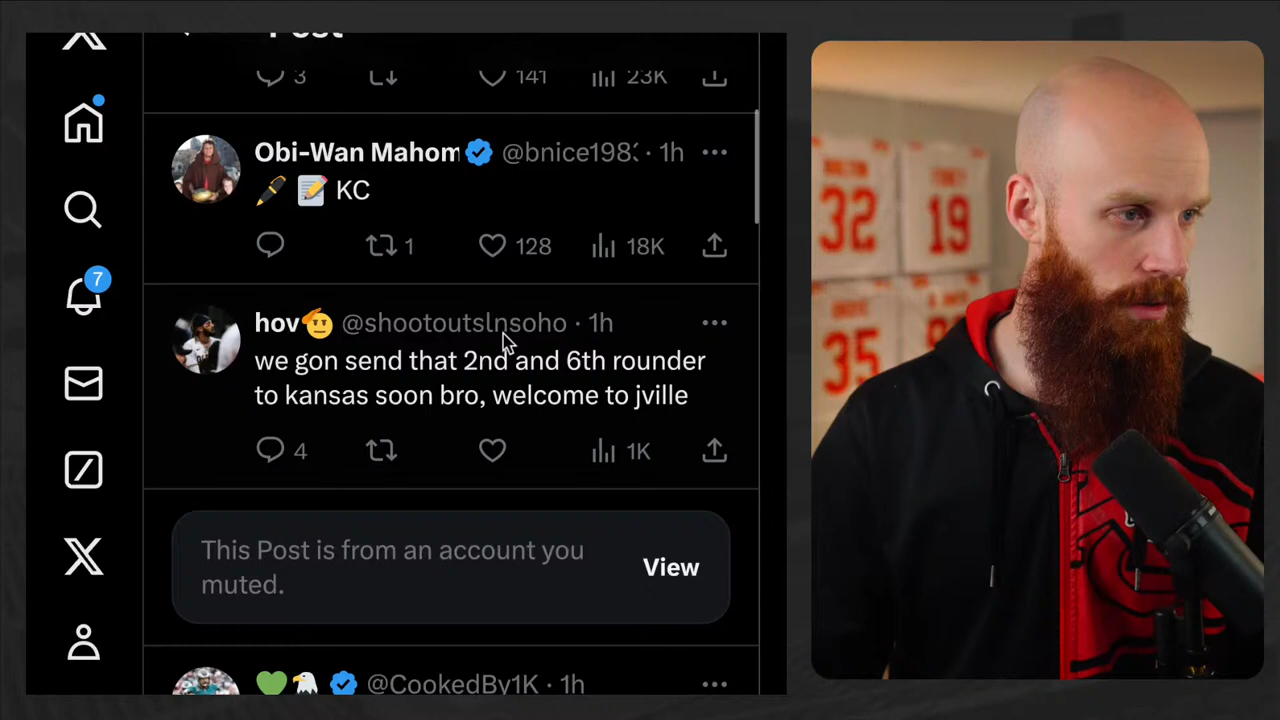 Post
3 141 23K
Obi-Wan Mahom @bnice198 · 1h
KC
1 128 18K
7
hov @shootoutslnsoho · 1h
we gon send that 2nd and 6th rounder
to kansas soon bro, welcome to jville
4 1K
This Post is from an account you
muted.
View
@CookedBy1K · 1h
32
19
35